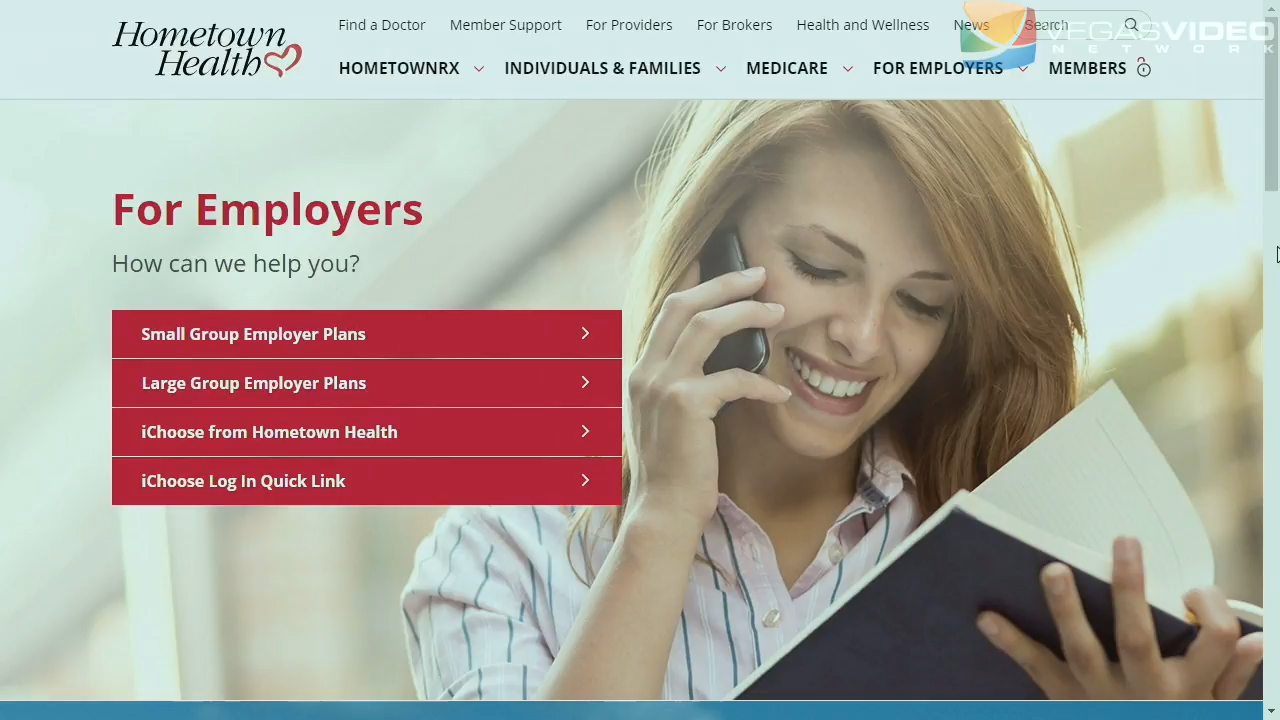 Hometown
Health
Find a Doctor Member Support For Providers For Brokers Health and Wellness News Search
VEGASVIDEO
NETWORK
HOMETOWNRX INDIVIDUALS & FAMILIES MEDICARE FOR EMPLOYERS MEMBERS
For Employers
How can we help you?
Small Group Employer Plans
Large Group Employer Plans
iChoose from Hometown Health
iChoose Log In Quick Link